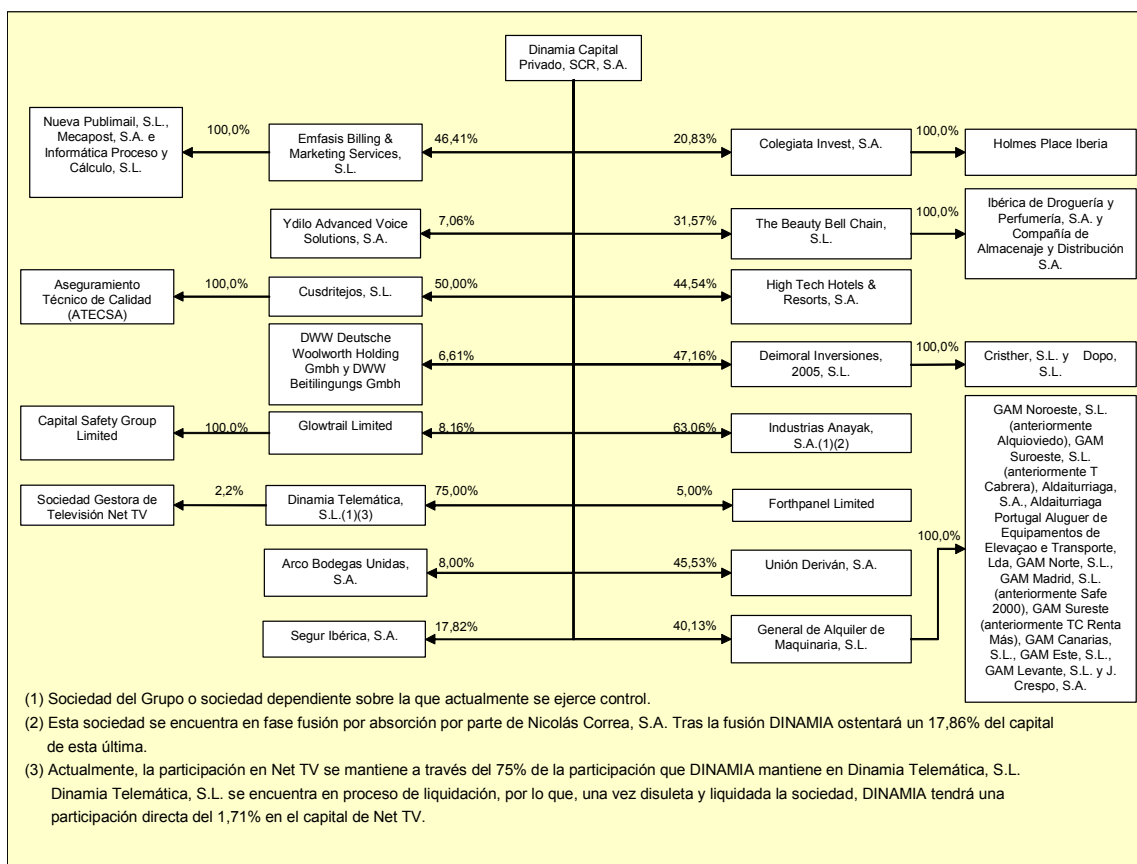 Dinamia Capital
Privado, SCR, S.A.
Nueva Publimail, S.L.,
Mecapost, S.A. e
Informática Proceso y
Cálculo, S.L.
100,0%
Emfasis Billing &
Marketing Services,
S.L.
46,41%
20,83%
Colegiata Invest, S.A.
100,0%
Holmes Place Iberia
Ydilo Advanced Voice
Solutions, S.A.
7,06%
31,57%
The Beauty Bell Chain,
S.L.
100,0%
Ibérica de Droguería y
Perfumería, S.A. y
Compañía de
Almacenaje y Distribución
S.A.
Aseguramiento
Técnico de Calidad
(ATECSA)
100,0%
Cusdritejos, S.L.
50,00%
44,54%
High Tech Hotels &
Resorts, S.A.
DWW Deutsche
Woolworth Holding
Gmbh y DWW
Beitilingungs Gmbh
6,61%
47,16%
Deimoral Inversiones,
2005, S.L.
100,0%
Cristher, S.L. y Dopo,
S.L.
Capital Safety Group
Limited
100,0%
Glowtrail Limited
8,16%
63,06%
Industrias Anayak,
S.A.(1)(2)
Sociedad Gestora de
Televisión Net TV
2,2%
Dinamia Telemática,
S.L.(1)(3)
75,00%
5,00%
Forthpanel Limited
Arco Bodegas Unidas,
S.A.
8,00%
45,53%
Unión Deriván, S.A.
Segur Ibérica, S.A.
17,82%
40,13%
General de Alquiler de
Maquinaria, S.L.
100,0%
GAM Noroeste, S.L.
(anteriormente
Alquioviedo), GAM
Suroeste, S.L.
(anteriormente T
Cabrera), Aldaiturriaga,
S.A., Aldaiturriaga
Portugal Aluguer de
Equipamentos de
Elevaçao e Transporte,
Lda, GAM Norte, S.L.,
GAM Madrid, S.L.
(anteriormente Safe
2000), GAM Sureste
(anteriormente TC Renta
Más), GAM Canarias,
S.L., GAM Este, S.L.,
GAM Levante, S.L. y J.
Crespo, S.A.
(1) Sociedad del Grupo o sociedad dependiente sobre la que actualmente se ejerce control.
(2) Esta sociedad se encuentra en fase fusión por absorción por parte de Nicolás Correa, S.A. Tras la fusión DINAMIA ostentará un 17,86% del capital
de esta última.
(3) Actualmente, la participación en Net TV se mantiene a través del 75% de la participación que DINAMIA mantiene en Dinamia Telemática, S.L.
Dinamia Telemática, S.L. se encuentra en proceso de liquidación, por lo que, una vez disuleta y liquidada la sociedad, DINAMIA tendrá una
participación directa del 1,71% en el capital de Net TV.